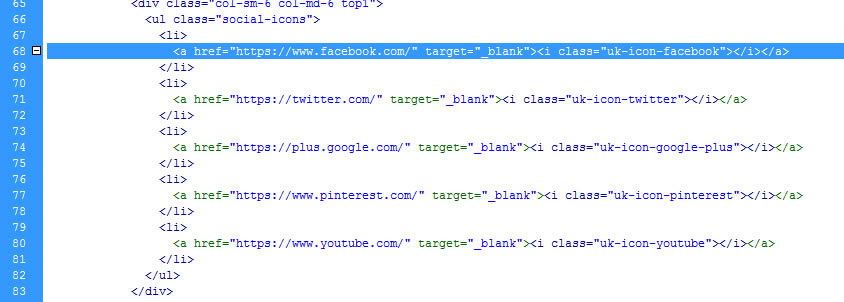 65 <div class="col-sm-6 col-md-6 top1">
66 <ul class="social-icons">
67 <li>
68 <a href="https://www.facebook.com/" target="_blank"><i class="uk-icon-facebook"></i></a>
69 </li>
70 <li>
71 <a href="https://twitter.com/" target="_blank"><i class="uk-icon-twitter"></i></a>
72 </li>
73 <li>
74 <a href="https://plus.google.com/" target="_blank"><i class="uk-icon-google-plus"></i></a>
75 </li>
76 <li>
77 <a href="https://www.pinterest.com/" target="_blank"><i class="uk-icon-pinterest"></i></a>
78 </li>
79 <li>
80 <a href="https://www.youtube.com/" target="_blank"><i class="uk-icon-youtube"></i></a>
81 </li>
82 </ul>
83 </div>